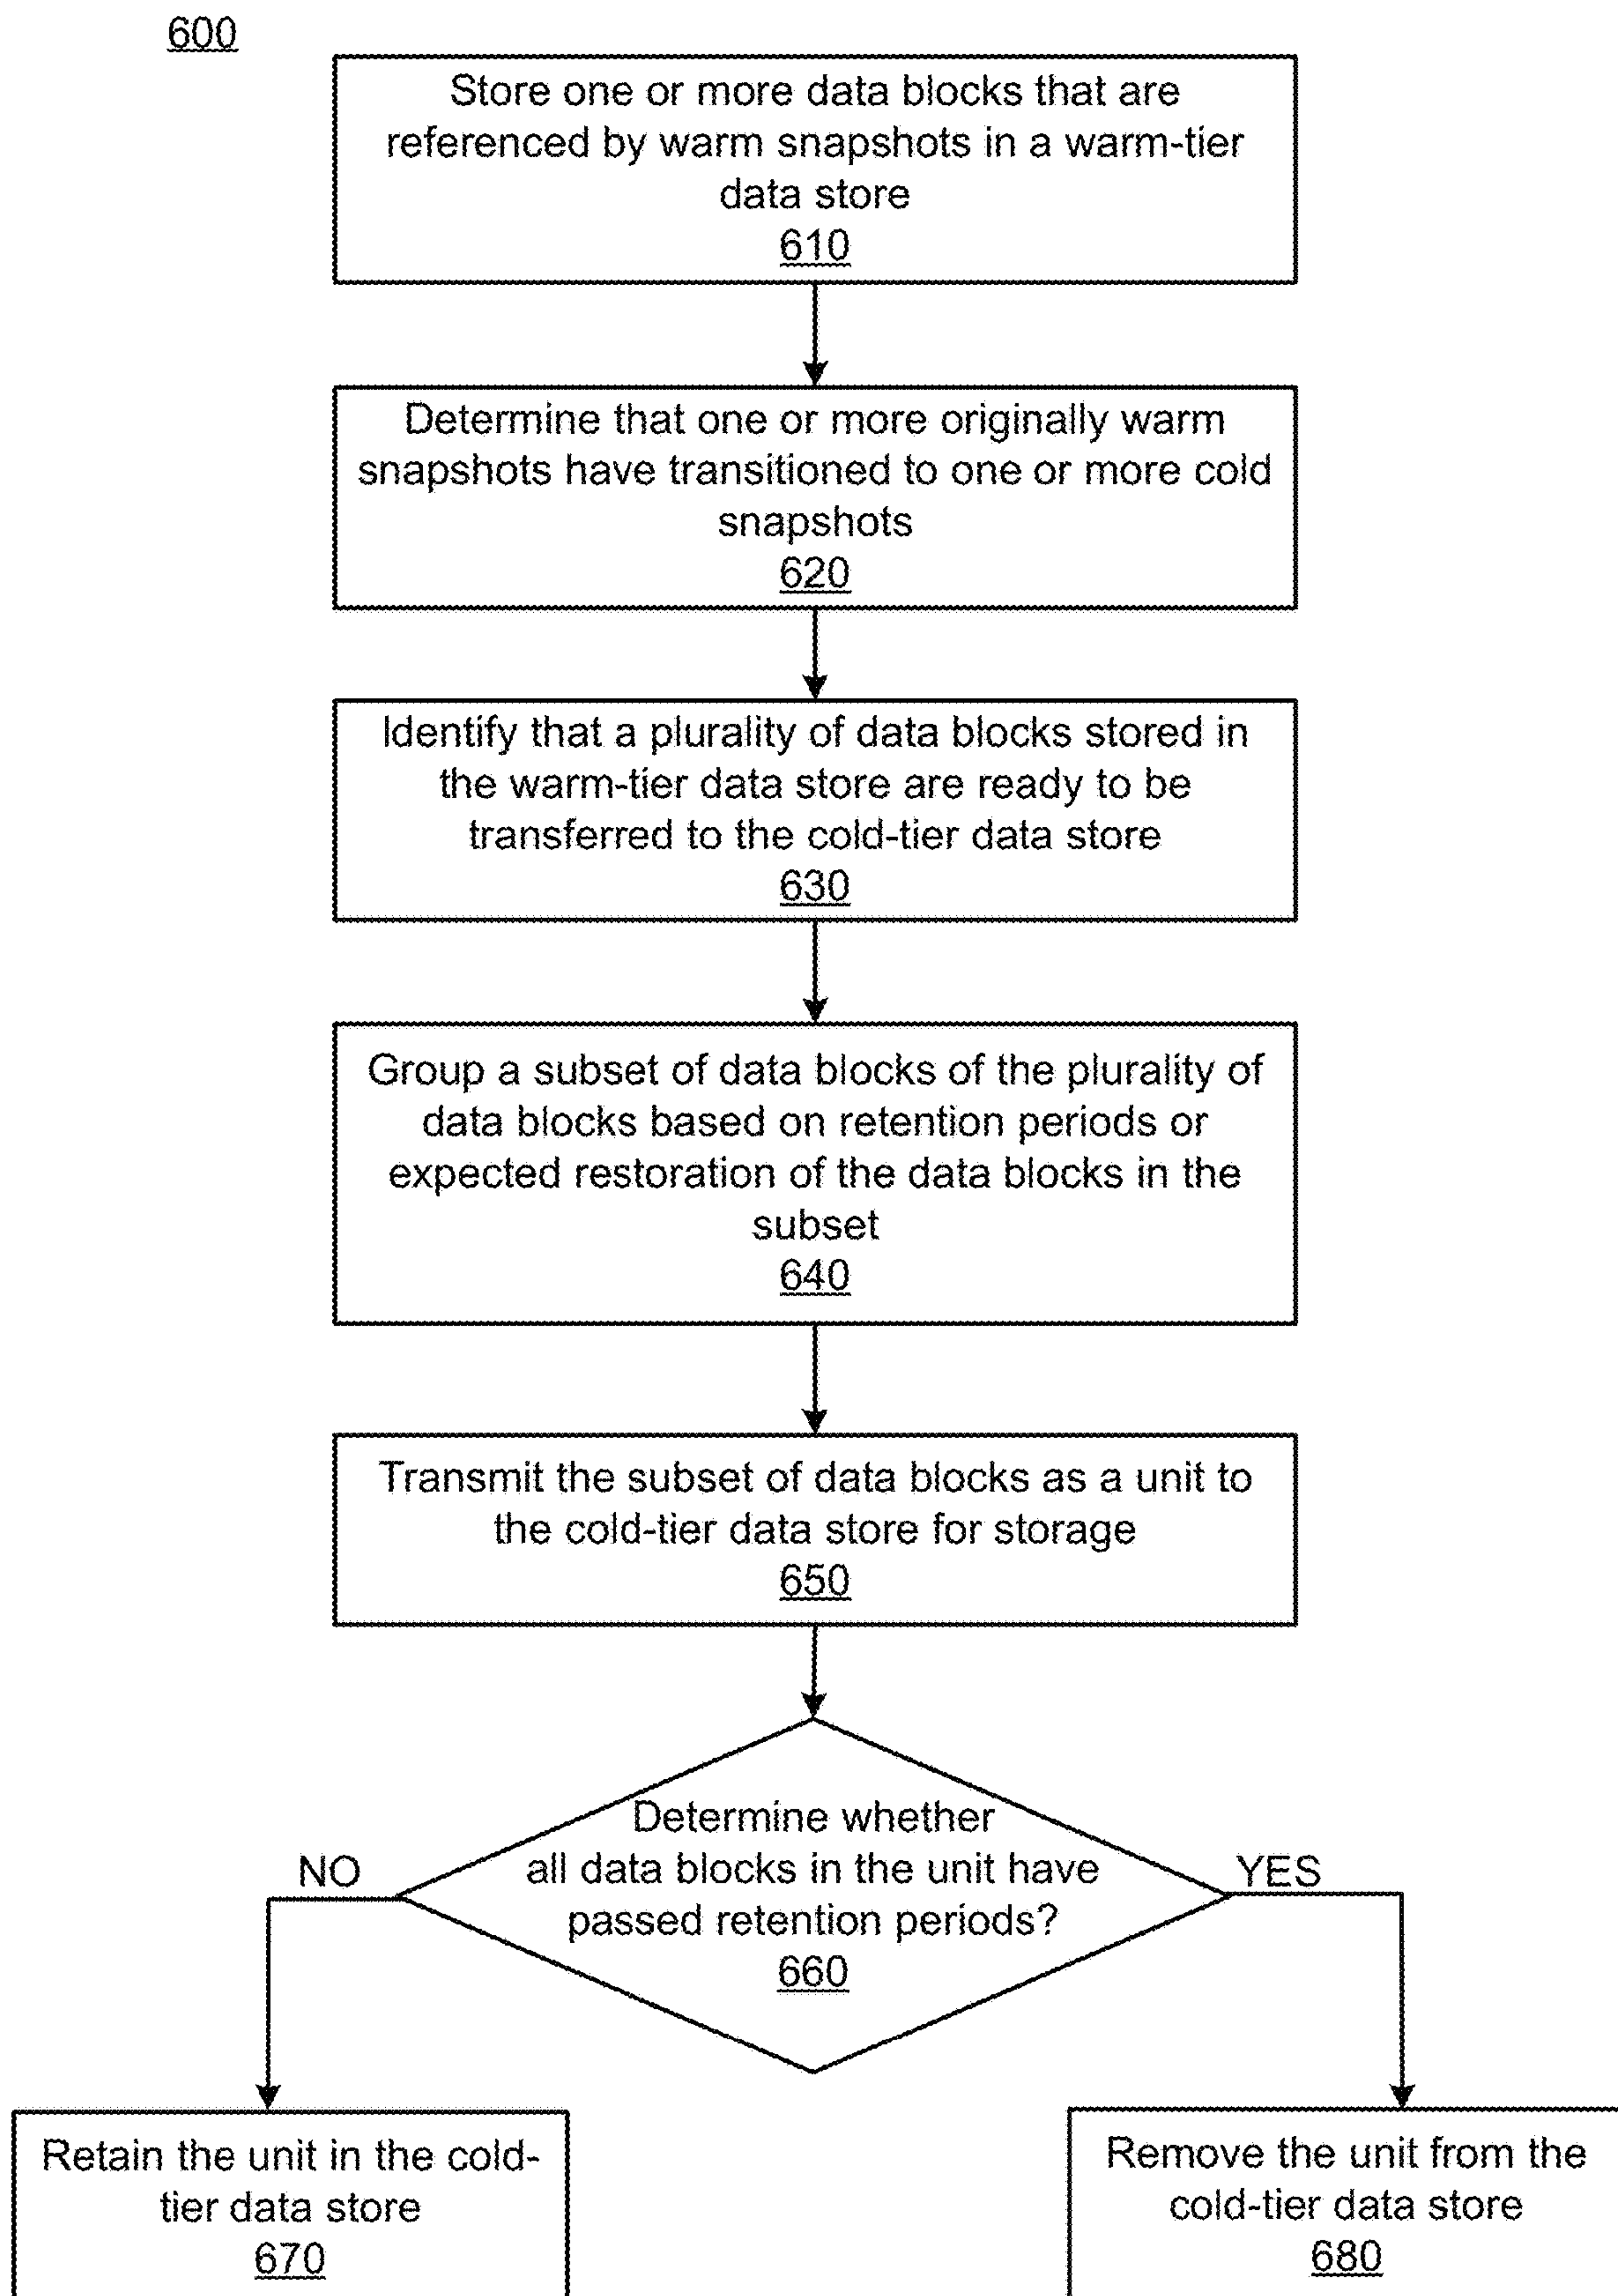 600
Store one or more data blocks that are
referenced by warm snapshots in a warm-tier
data store
610
Determine that one or more originally warm
snapshots have transitioned to one or more cold
snapshots
620
Identify that a plurality of data blocks stored in
the warm-tier data store are ready to be
transferred to the cold-tier data store
630
Group a subset of data blocks of the plurality of
data blocks based on retention periods or
expected restoration of the data blocks in the
subset
640
Transmit the subset of data blocks as a unit to
the cold-tier data store for storage
650
Determine whether
all data blocks in the unit have
passed retention periods?
660
NO
YES
Retain the unit in the cold-
tier data store
670
Remove the unit from the
cold-tier data store
680